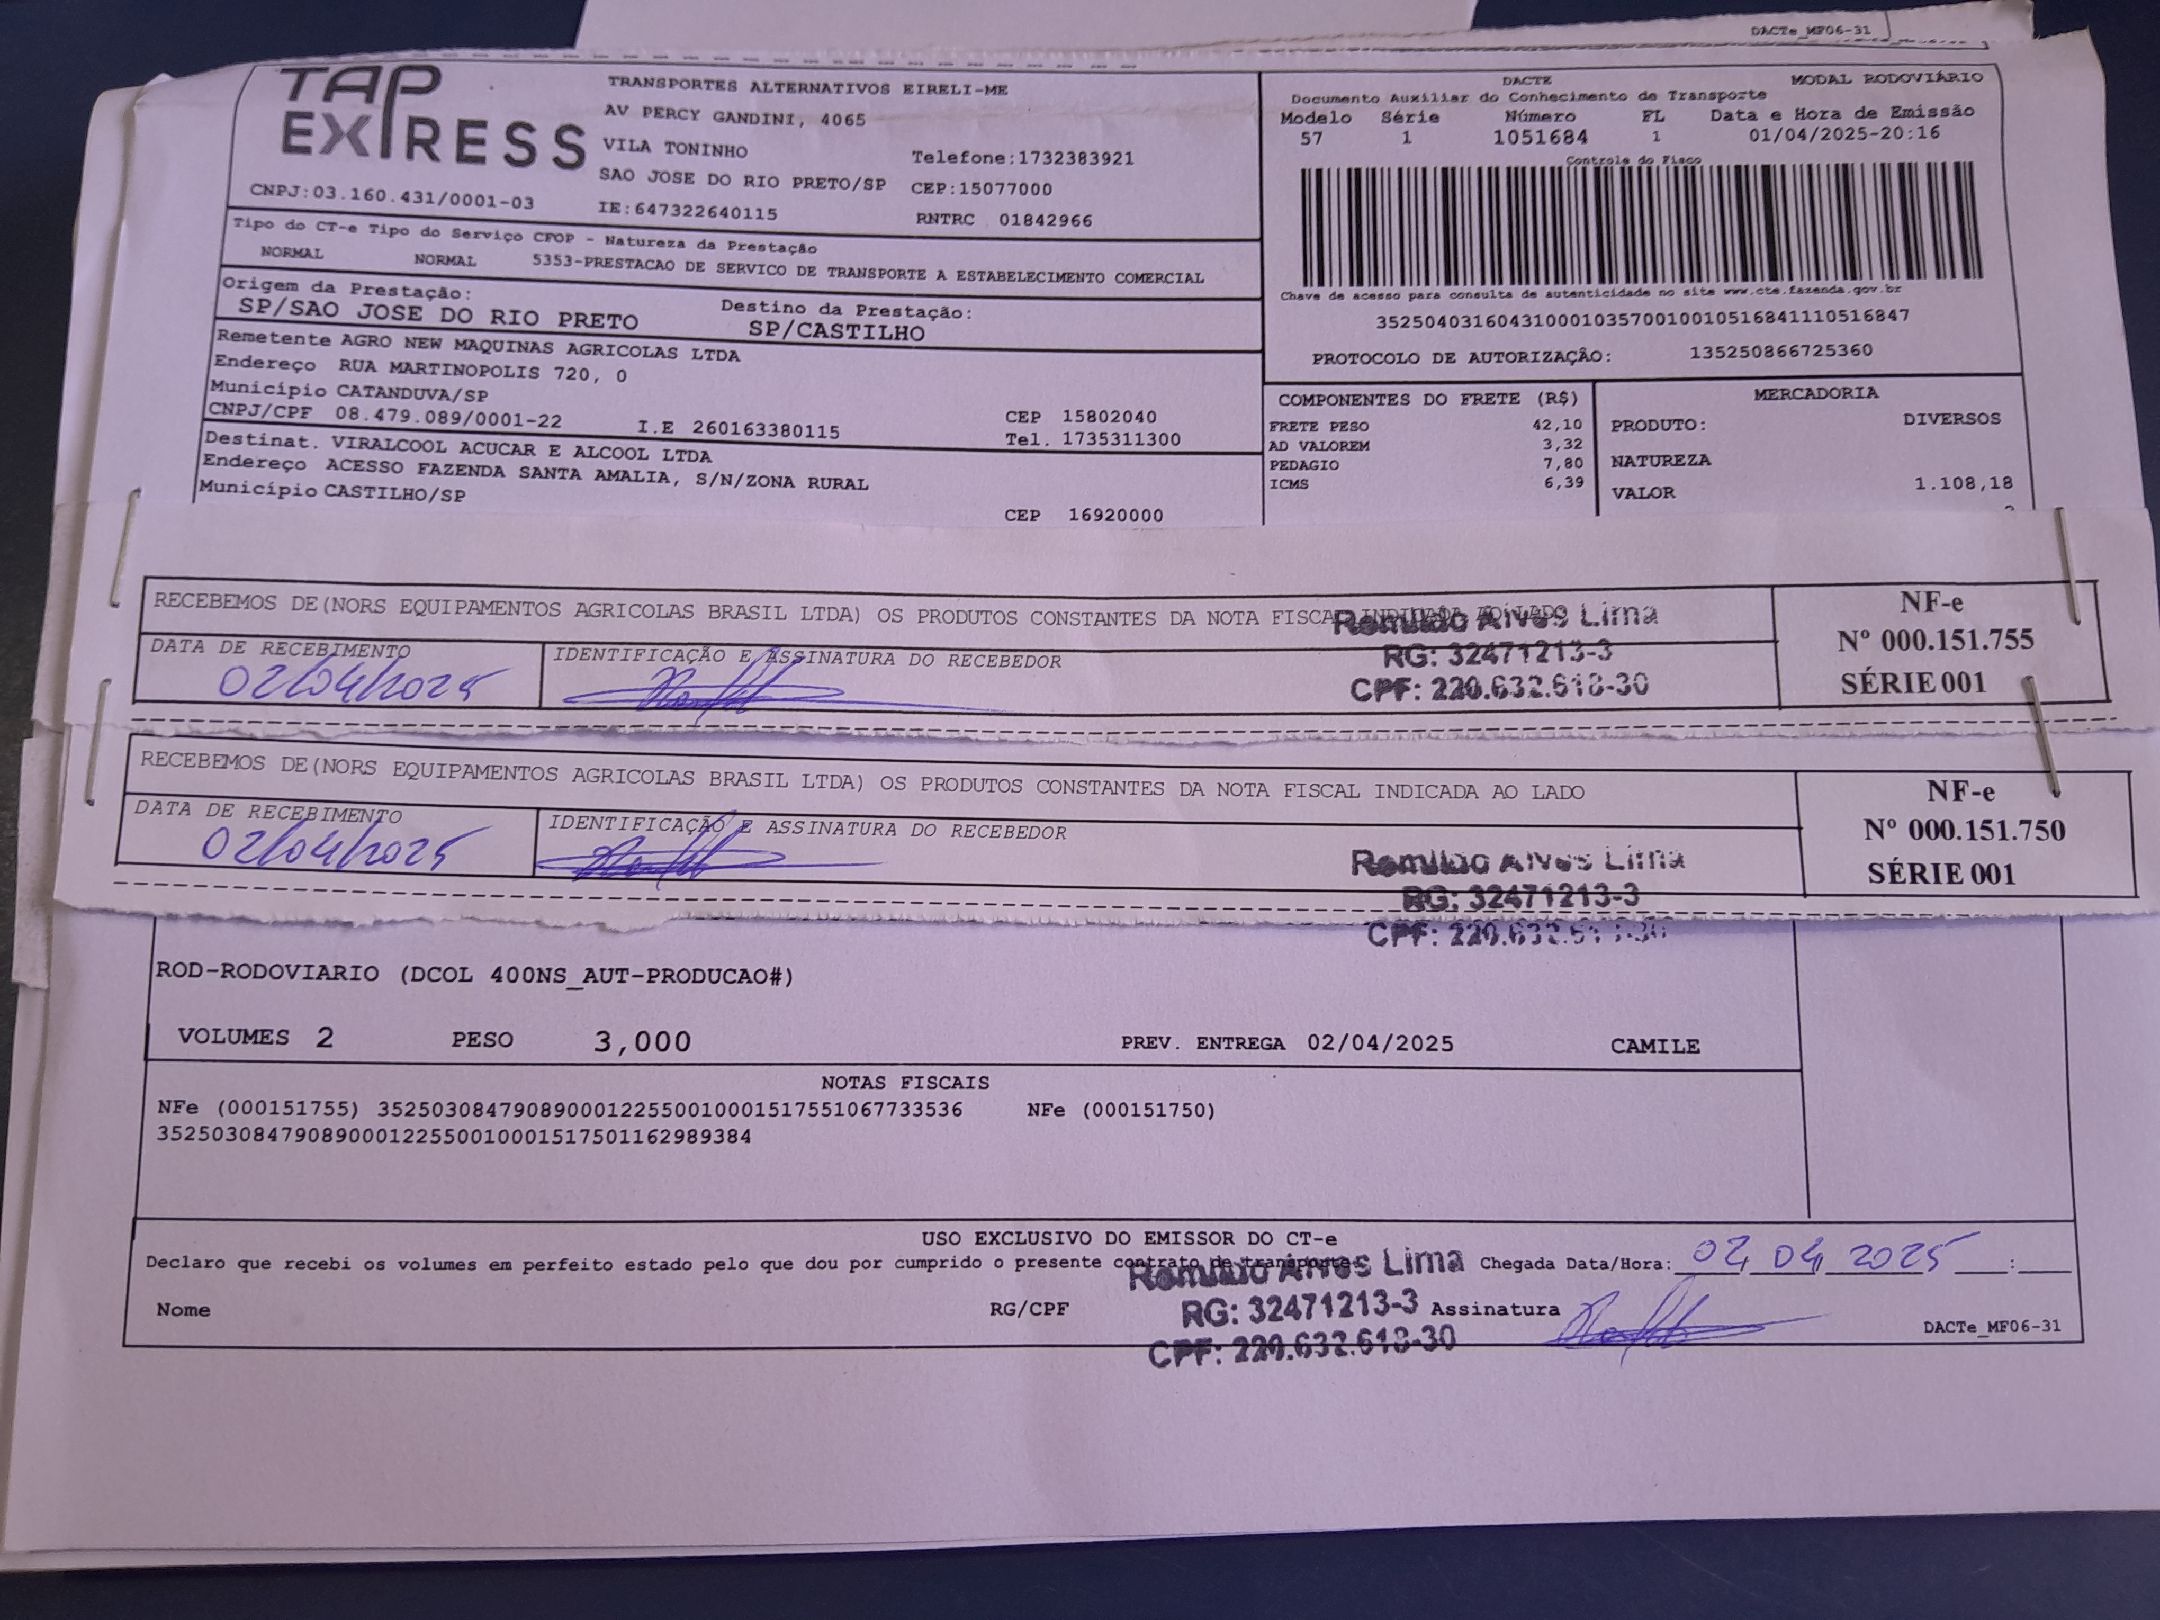 DACTe_MF06-31
TAP EXPRESS
TRANSPORTES ALTERNATIVOS EIRELI-ME
AV PERCY GANDINI, 4065
VILA TONINHO
Telefone:1732383921
SAO JOSE DO RIO PRETO/SP
CEP:15077000
CNPJ:03.160.431/0001-03
IE:647322640115
RNTRC 01842966
DACTE
MODAL RODOVIÁRIO
Documento Auxiliar do Conhecimento de Transporte
Modelo Série Número FL Data e Hora de Emissão
57 1 1051684 1 01/04/2025-20:16
Controle do Fisco
Chave de acesso para consulta de autenticidade no site www.cte.fazenda.gov.br
35250403160431000103570010010516841110516847
PROTOCOLO DE AUTORIZAÇÃO: 135250866725360
Tipo do CT-e Tipo do Serviço CFOP - Natureza da Prestação
NORMAL NORMAL 5353-PRESTACAO DE SERVICO DE TRANSPORTE A ESTABELECIMENTO COMERCIAL
Origem da Prestação:
SP/SAO JOSE DO RIO PRETO
Destino da Prestação:
SP/CASTILHO
Remetente AGRO NEW MAQUINAS AGRICOLAS LTDA
Endereço RUA MARTINOPOLIS 720, 0
Município CATANDUVA/SP
CEP 15802040
CNPJ/CPF 08.479.089/0001-22 I.E 260163380115 Tel. 1735311300
Destinat. VIRALCOOL ACUCAR E ALCOOL LTDA
Endereço ACESSO FAZENDA SANTA AMALIA, S/N/ZONA RURAL
Município CASTILHO/SP
CEP 16920000
COMPONENTES DO FRETE (R$)
FRETE PESO 42,10
AD VALOREM 3,32
PEDAGIO 7,80
ICMS 6,39
MERCADORIA
PRODUTO: DIVERSOS
NATUREZA
VALOR 1.108,18
RECEBEMOS DE(NORS EQUIPAMENTOS AGRICOLAS BRASIL LTDA) OS PRODUTOS CONSTANTES DA NOTA FISCAL INDICADA AO LADO
DATA DE RECEBIMENTO
02/04/2025
IDENTIFICAÇÃO E ASSINATURA DO RECEBEDOR
Romildo Alves Lima
RG: 32471213-3
CPF: 220.632.618-30
NF-e
Nº 000.151.755
SÉRIE 001
RECEBEMOS DE(NORS EQUIPAMENTOS AGRICOLAS BRASIL LTDA) OS PRODUTOS CONSTANTES DA NOTA FISCAL INDICADA AO LADO
DATA DE RECEBIMENTO
02/04/2025
IDENTIFICAÇÃO E ASSINATURA DO RECEBEDOR
Romildo Alves Lima
RG: 32471213-3
CPF:
NF-e
Nº 000.151.750
SÉRIE 001
ROD-RODOVIARIO (DCOL 400NS_AUT-PRODUCAO#)
VOLUMES 2 PESO 3,000 PREV. ENTREGA 02/04/2025 CAMILE
NOTAS FISCAIS
NFe (000151755) 35250308479089000122550010001517551067733536 NFe (000151750)
35250308479089000122550010001517501162989384
USO EXCLUSIVO DO EMISSOR DO CT-e
Declaro que recebi os volumes em perfeito estado pelo que dou por cumprido o presente contrato de transporte
Chegada Data/Hora: 02 04 2025 :
Romildo Alves Lima
Nome RG/CPF
RG: 32471213-3
Assinatura
CPF: 220.632.618-30
DACTe_MF06-31